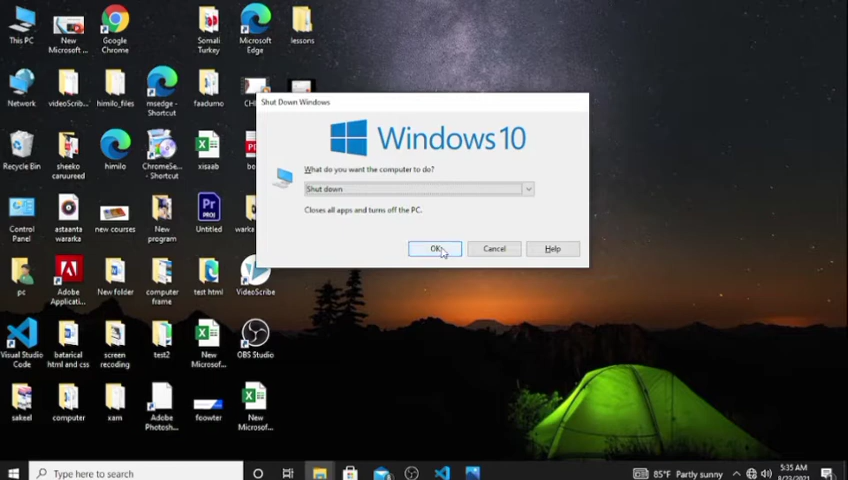 This PC
New
Microsoft ...
Google
Chrome
Somali
Turkey
Microsoft
Edge
lessons
Network
videoScrib...
himilo_files
msedge -
Shortcut
faadumo
Recycle Bin
sheeko
caruureed
himilo
ChromeSe...
- Shortcut
xisaab
Control
Panel
astaanta
wararka
new courses
New
program
Untitled
warka
pc
Adobe
Applicati...
New folder
computer
frame
test html
VideoScribe
Visual Studio
Code
batarical
html and css
screen
recording
test2
New
Microsoft...
OBS Studio
sakeel
computer
xam
Adobe
Photosh...
foowter
New
Microsof...
Shut Down Windows
Windows 10
What do you want the computer to do?
Shut down
Closes all apps and turns off the PC.
OK
Cancel
Help
Type here to search
85°F Partly sunny
5:35 AM